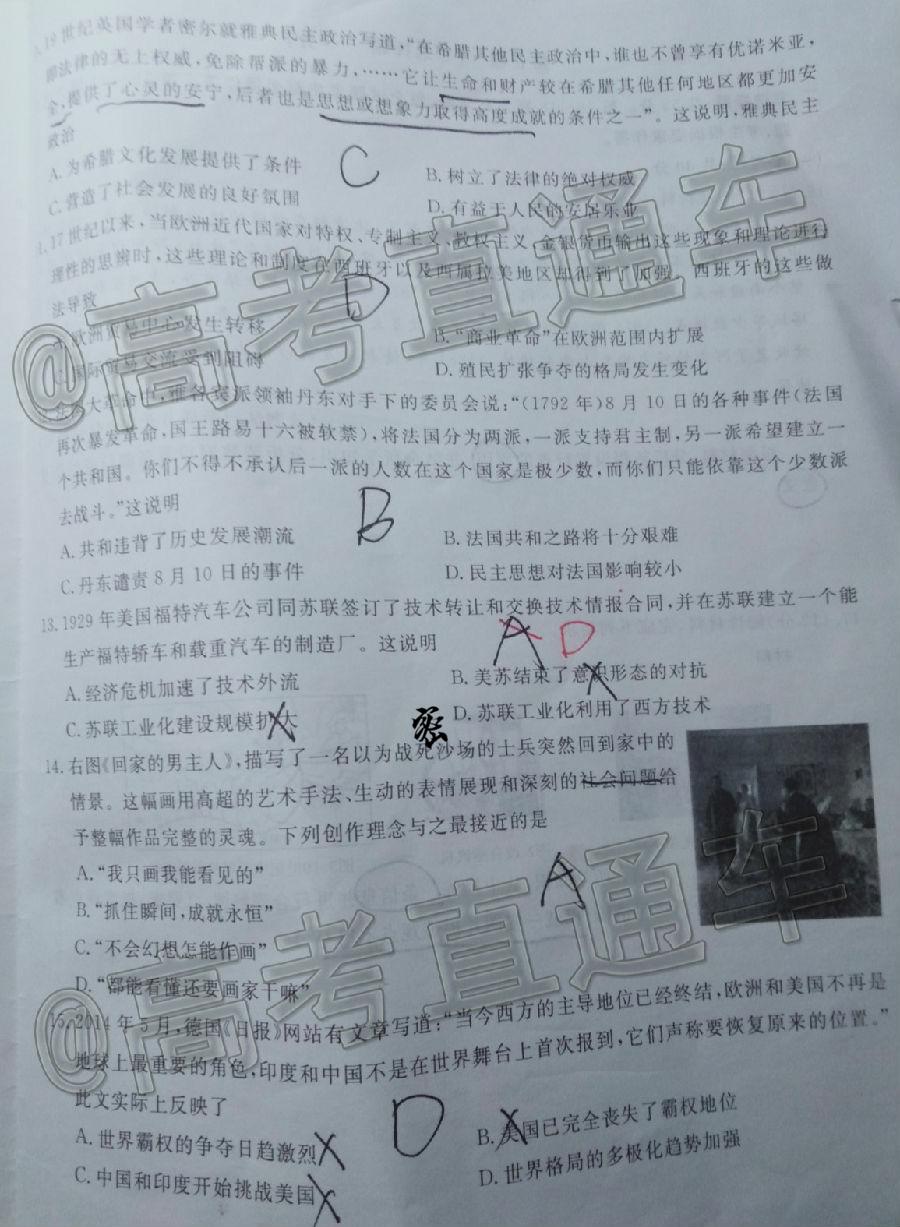 19世纪英国学者密尔就雅典民主政治写道,“在希腊其他民主政治中,谁也不曾享有优诺米亚,
即法律的无上权威,免除帮派的暴力,……它让生命和财产较在希腊其他任何地区都更加安
全,提供了心灵的安宁,后者也是思想或想象力取得高度成就的条件之一”。这说明,雅典民主
政治
A.为希腊文化发展提供了条件
B.树立了法律的绝对权威
C
C.营造了社会发展的良好氛围
D.有益于人民的安居乐业
17世纪以来,当欧洲近代国家对特权、专制主义、教权主义、金银货币输出这些现象和理论进行
理性的思辨时,这些理论和制度在西班牙以及西属拉美地区却得到了加强。西班牙的这些做
法导致
D
A.欧洲贸易中心发生转移
B.“商业革命”在欧洲范围内扩展
C.国际贸易交流受到阻碍
D.殖民扩张争夺的格局发生变化
大革命中,雅各宾派领袖丹东对手下的委员会说:“(1792年)8月10日的各种事件(法国
再次暴发革命,国王路易十六被软禁),将法国分为两派,一派支持君主制,另一派希望建立一
个共和国。你们不得不承认后一派的人数在这个国家是极少数,而你们只能依靠这个少数派
去战斗。”这说明
B
A.共和违背了历史发展潮流
B.法国共和之路将十分艰难
C.丹东谴责8月10日的事件
D.民主思想对法国影响较小
13.1929年美国福特汽车公司同苏联签订了技术转让和交换技术情报合同,并在苏联建立一个能
生产福特轿车和载重汽车的制造厂。这说明
A D
A.经济危机加速了技术外流
B.美苏结束了意识形态的对抗
C.苏联工业化建设规模扩大
D.苏联工业化利用了西方技术
密
14.右图《回家的男主人》,描写了一名以为战死沙场的士兵突然回到家中的
情景。这幅画用高超的艺术手法、生动的表情展现和深刻的社会问题给
予整幅作品完整的灵魂。下列创作理念与之最接近的是
A.“我只画我能看见的”
A
B.“抓住瞬间,成就永恒”
C.“不会幻想怎能作画”
D.“都能看懂还要画家干嘛”
15.2014年5月,德国《日报》网站有文章写道:“当今西方的主导地位已经终结,欧洲和美国不再是
地球上最重要的角色,印度和中国不是在世界舞台上首次报到,它们声称要恢复原来的位置。”
此文实际上反映了
D
A.世界霸权的争夺日趋激烈
B.美国已完全丧失了霸权地位
C.中国和印度开始挑战美国
D.世界格局的多极化趋势加强
@高考直通车
@高考直通车